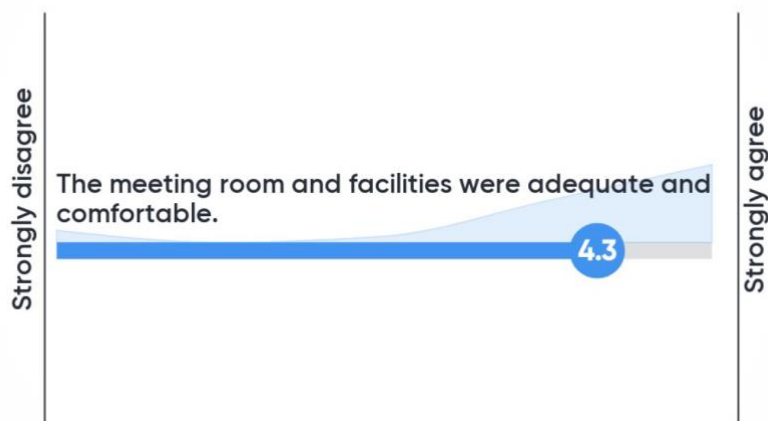 Strongly disagree
The meeting room and facilities were adequate and
comfortable.
4.3
Strongly agree